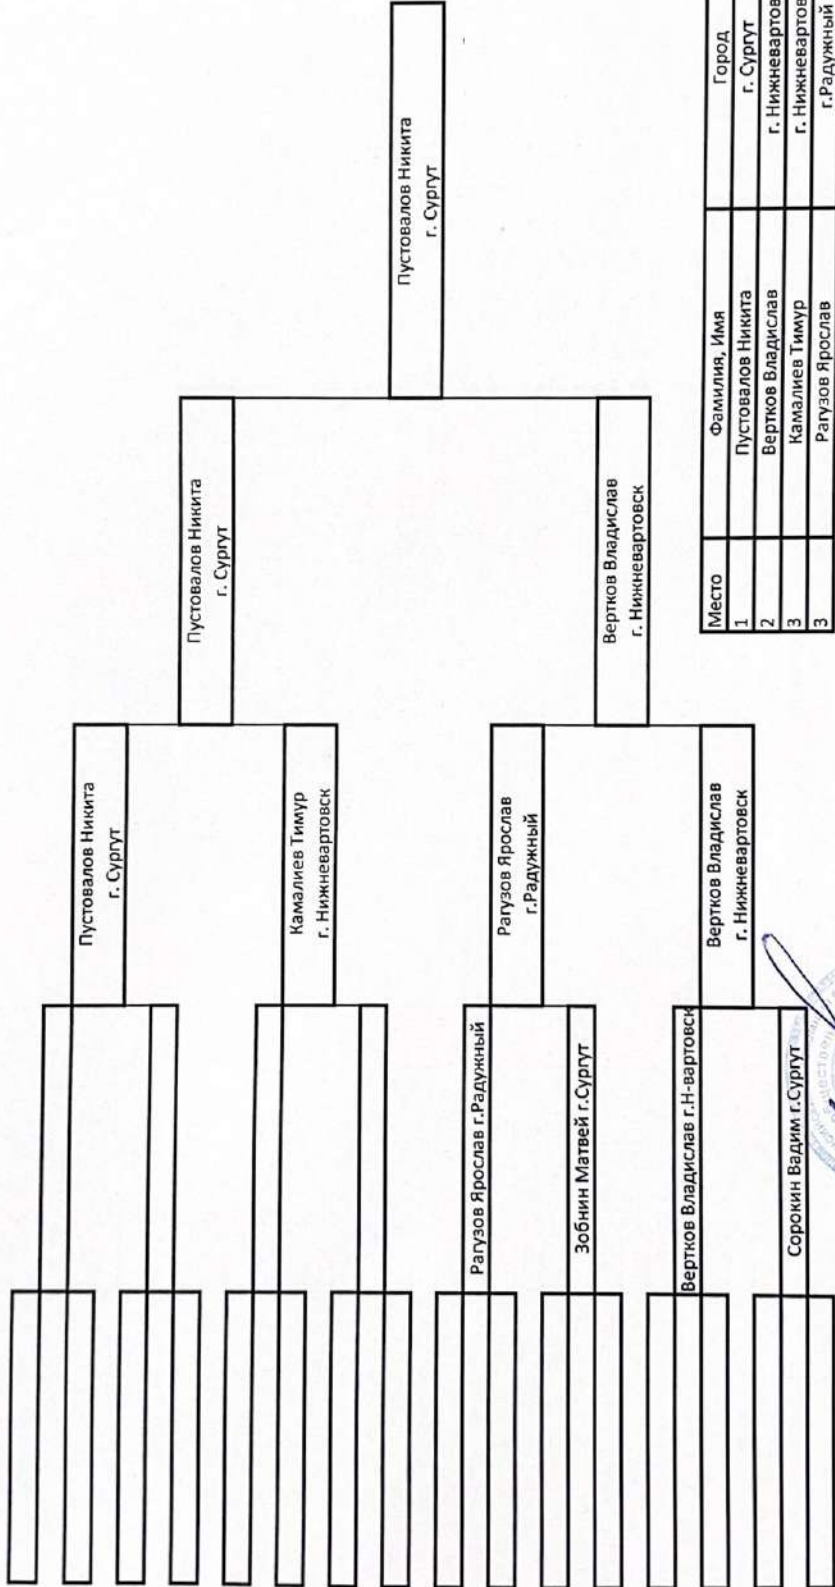 Рагузов Ярослав г.Радужный
Зобнин Матвей г.Сургут
Вертков Владислав г.Н-вартовск
Сорокин Вадим г.Сургут
Пустовалов Никита
г. Сургут
Камалиев Тимур
г. Нижневартовск
Рагузов Ярослав
г.Радужный
Вертков Владислав
г. Нижневартовск
Пустовалов Никита
г. Сургут
Вертков Владислав
г. Нижневартовск
Пустовалов Никита
г. Сургут
Место Фамилия, Имя Город
1 Пустовалов Никита г. Сургут
2 Вертков Владислав г. Нижневартов
3 Камалиев Тимур г. Нижневартов
3 Рагузов Ярослав г.Радужный